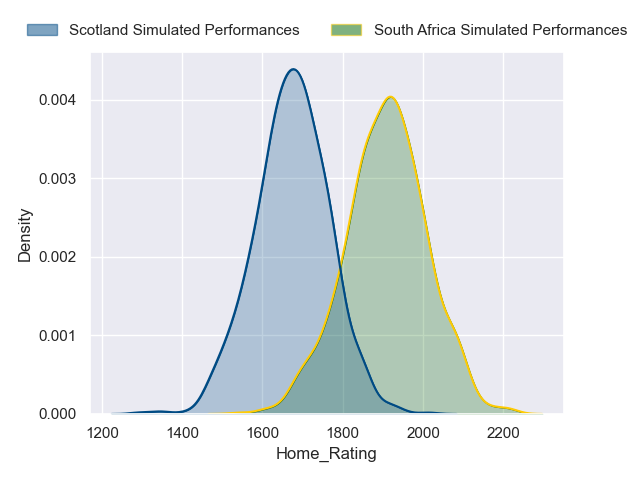 Scotland Simulated Performances
South Africa Simulated Performances
0.004
0.003
0.002
0.001
0.000
Density
1200 1400 1600 1800 2000 2200
Home_Rating